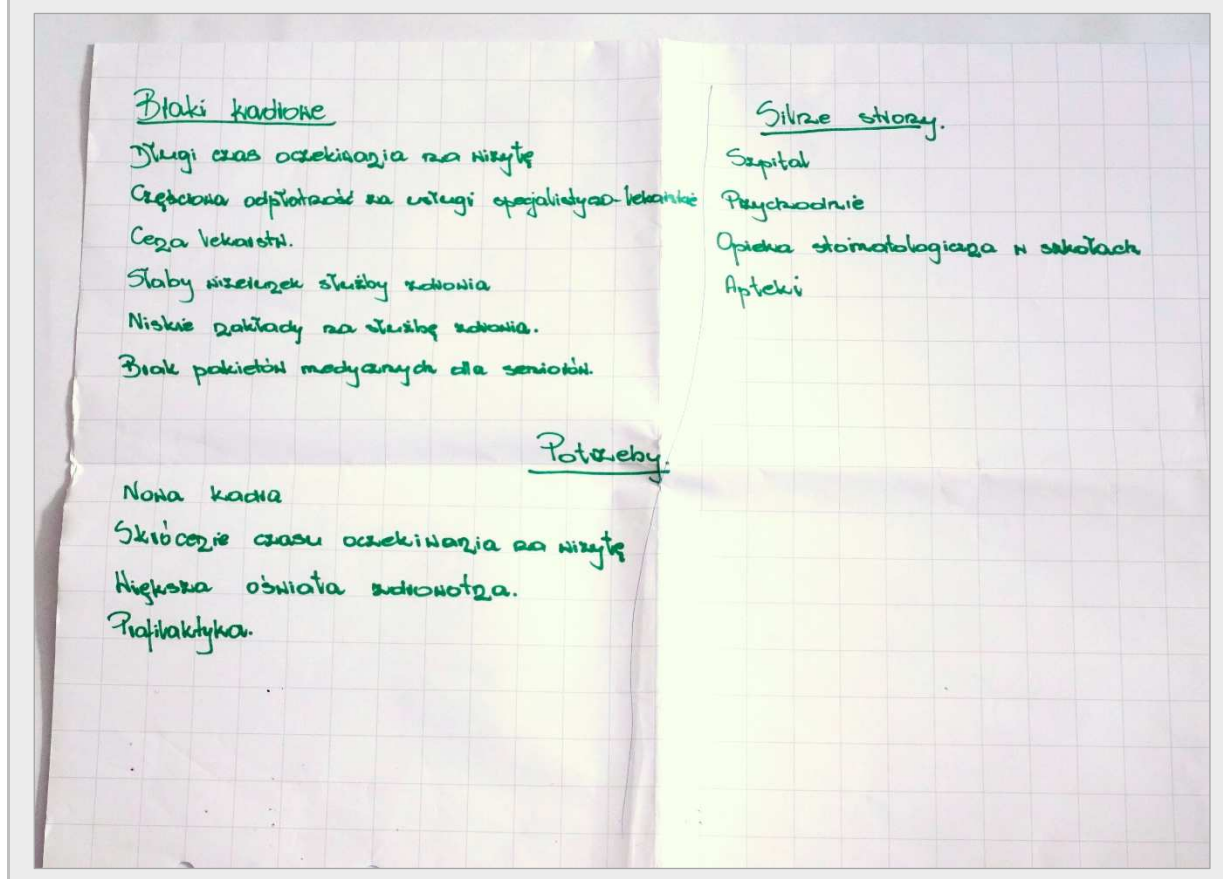 Braki kadrowe
Długi czas oczekiwania na wizytę
Częściowa odpłatność za usługi specjalistyczno-lekarskie
Cena lekarstw.
Słaby wizerunek służby zdrowia
Niskie nakłady na służbę zdrowia.
Brak pakietów medycznych dla seniorów.
Silne strony.
Szpital
Przychodnie
Opieka stomatologiczna w szkołach
Apteki
Potrzeby.
Nowa kadra
Skrócenie czasu oczekiwania na wizytę
Większa oświata zdrowotna.
Profilaktyka.